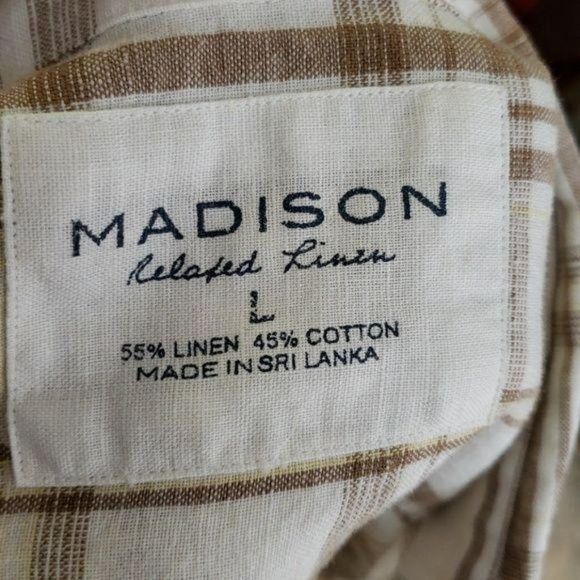 MADISON
Relaxed Linen
L
55% LINEN 45% COTTON
MADE IN SRI LANKA